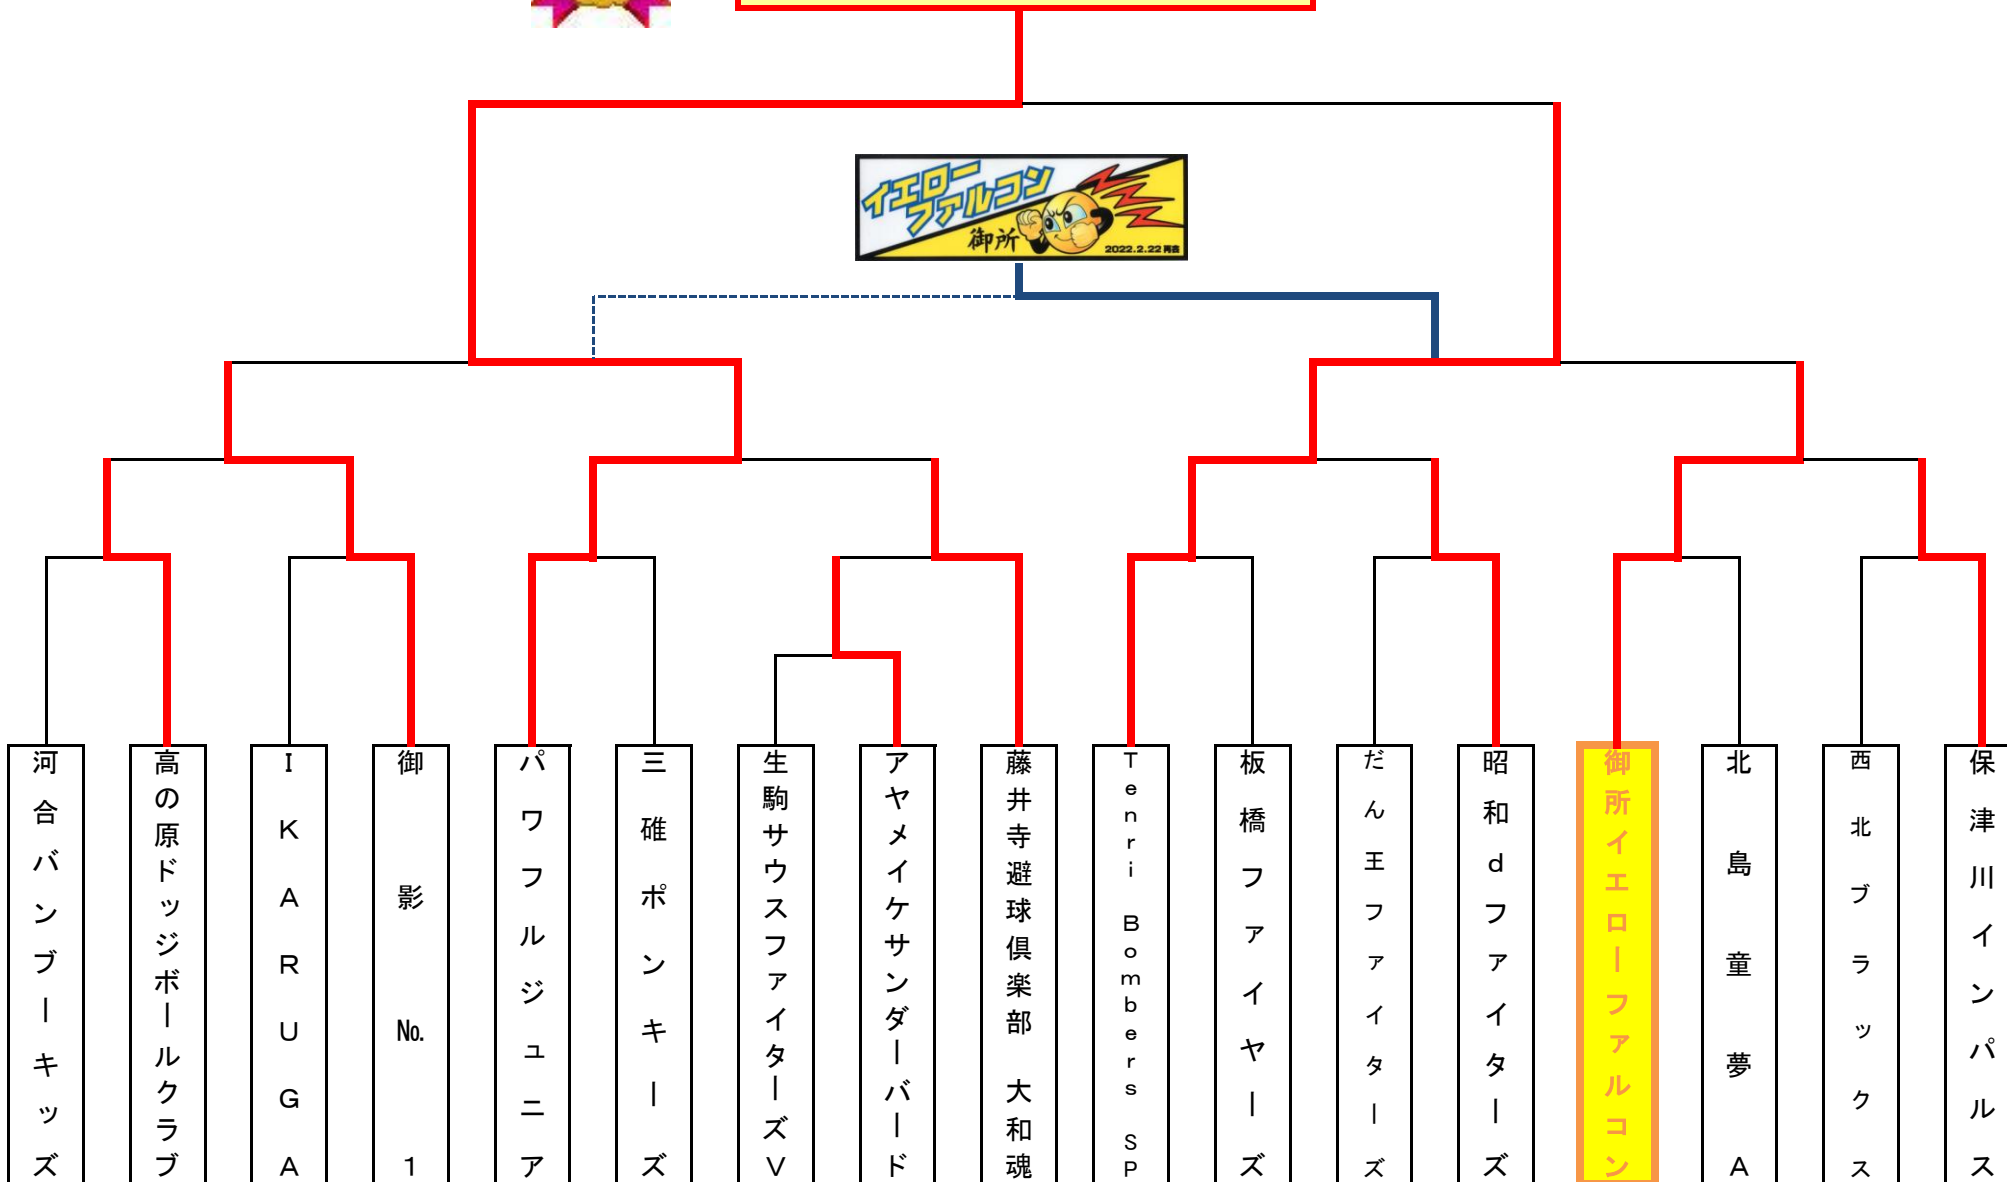 イエロー
ファルコン
御所
2022.2.22再会
河合バンブーキッズ
高の原ドッジボールクラブ
IKARUGA
御影№1
パワフルジュニア
三碓ポンキーズ
生駒サウスファイターズV
アヤメイケサンダーバード
藤井寺避球倶楽部 大和魂
Tenri Bombers SP
板橋ファイヤーズ
だん王ファイターズ
昭和dファイターズ
御所イエローファルコン
北島童夢A
西北ブラックス
保津川インパルス